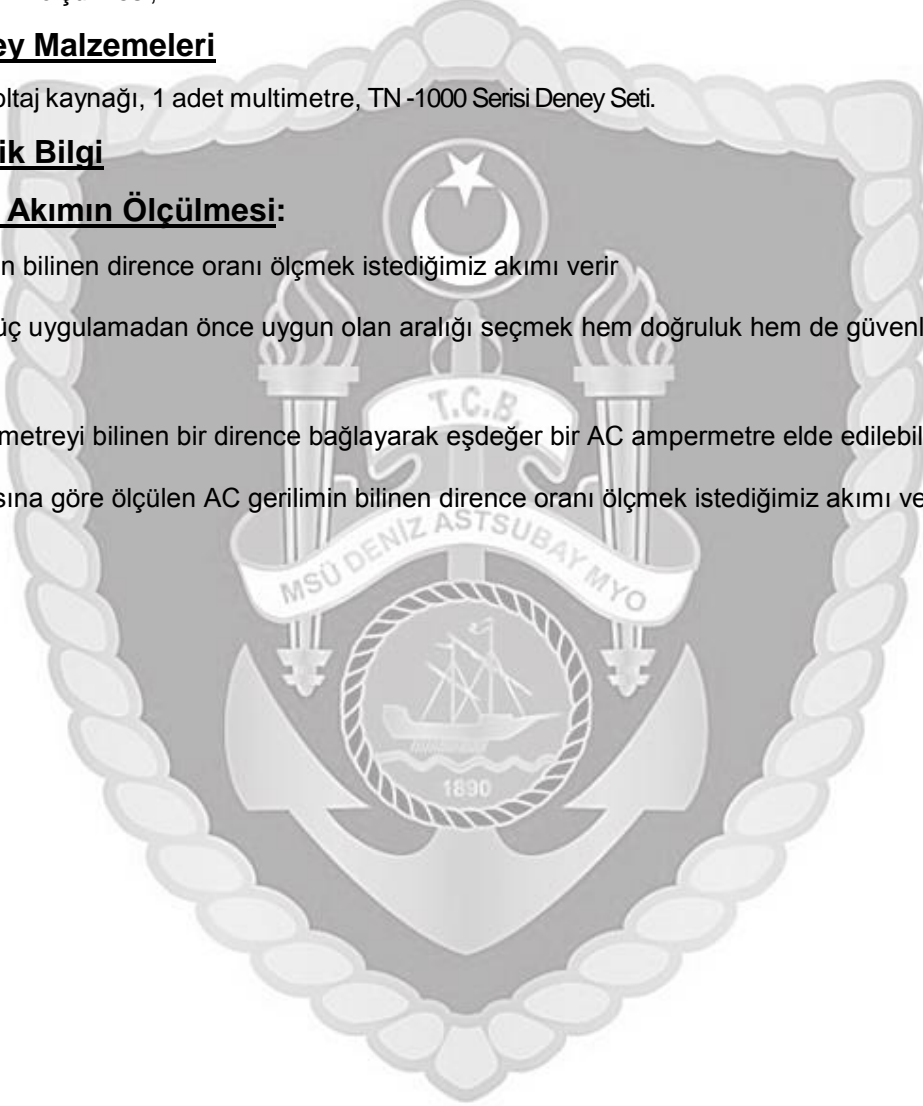 ey Malzemeleri
oltaj kaynağı, 1 adet multimetre, TN -1000 Serisi Deney Seti.
ik Bilgi
Akımın Ölçülmesi:
n bilinen dirence oranı ölçmek istediğimiz akımı verir
üç uygulamadan önce uygun olan aralığı seçmek hem doğruluk hem de güvenl
T.C.B.
metreyi bilinen bir dirence bağlayarak eşdeğer bir AC ampermetre elde edilebil
sına göre ölçülen AC gerilimin bilinen dirence oranı ölçmek istediğimiz akımı ve
MSÜ DENİZ ASTSUBAY MYO
1890